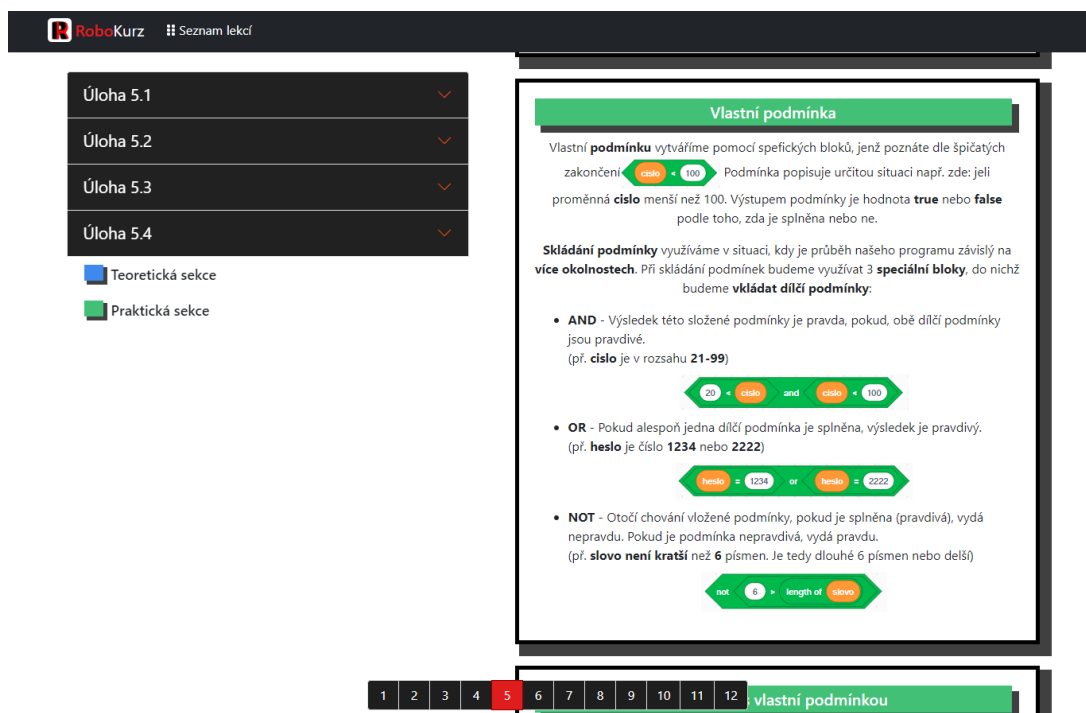 RoboKurz Seznam lekcí
Úloha 5.1
Úloha 5.2
Úloha 5.3
Úloha 5.4
Teoretická sekce
Praktická sekce
Vlastní podmínka
Vlastní podmínku vytváříme pomocí spefických bloků, jenž poznáte dle špičatých
zakončení cislo < 100 Podmínka popisuje určitou situaci např. zde: jeli
proměnná cislo menší než 100. Výstupem podmínky je hodnota true nebo false
podle toho, zda je splněna nebo ne.
Skládání podmínky využíváme v situaci, kdy je průběh našeho programu závislý na
více okolnostech. Při skládání podmínek budeme využívat 3 speciální bloky, do nichž
budeme vkládat dílčí podmínky:
• AND - Výsledek této složené podmínky je pravda, pokud, obě dílčí podmínky
jsou pravdivé.
(př. cislo je v rozsahu 21-99)
20 < cislo and cislo < 100
• OR - Pokud alespoň jedna dílčí podmínka je splněna, výsledek je pravdivý.
(př. heslo je číslo 1234 nebo 2222)
heslo = 1234 or heslo = 2222
• NOT - Otočí chování vložené podmínky, pokud je splněna (pravdivá), vydá
nepravdu. Pokud je podmínka nepravdivá, vydá pravdu.
(př. slovo není kratší než 6 písmen. Je tedy dlouhé 6 písmen nebo delší)
not 6 > length of slovo
1 2 3 4 5 6 7 8 9 10 11 12
s vlastní podmínkou